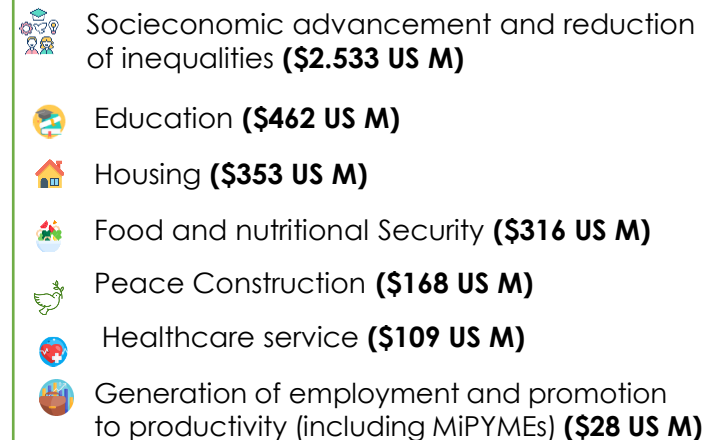 Socieconomic advancement and reduction
of inequalities ($2.533 US M)
Education ($462 US M)
Housing ($353 US M)
Food and nutritional Security ($316 US M)
Peace Construction ($168 US M)
Healthcare service ($109 US M)
Generation of employment and promotion
to productivity (including MiPYMEs) ($28 US M)